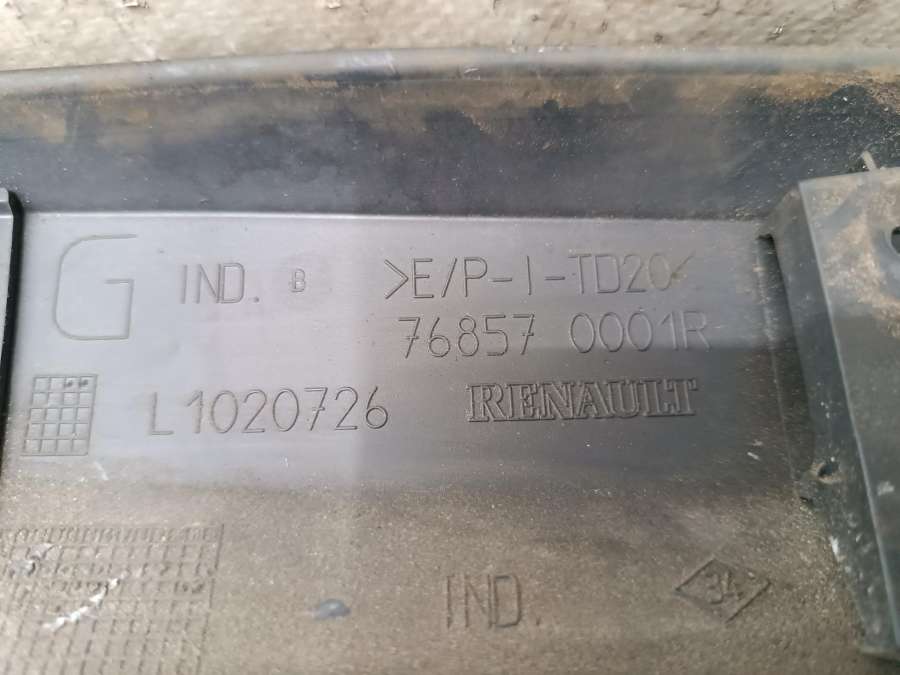 G IND. B >E/P-I-TD20<
76857 0001R
L1020726 RENAULT
IND. 34